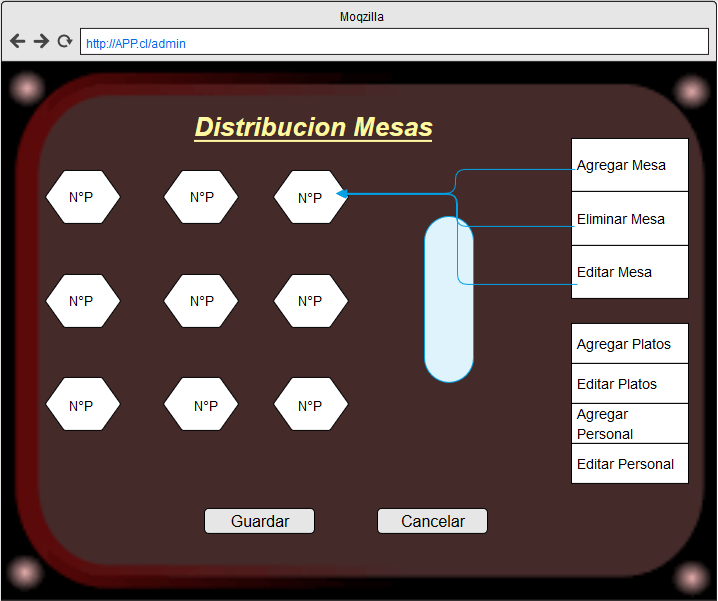 Moqzilla
http://APP.cl/admin
Distribucion Mesas
N°P
N°P
N°P
N°P
N°P
N°P
N°P
N°P
N°P
Agregar Mesa
Eliminar Mesa
Editar Mesa
Agregar Platos
Editar Platos
Agregar
Personal
Editar Personal
Guardar
Cancelar